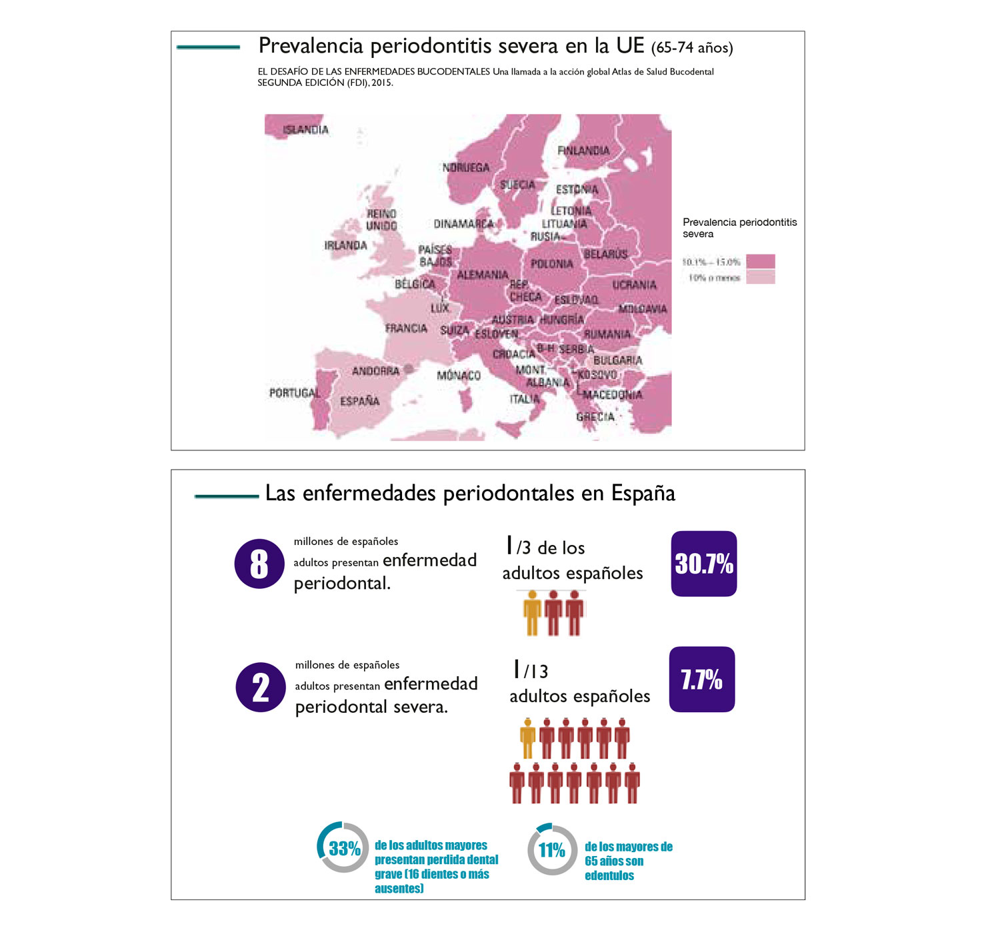 Prevalencia periodontitis severa en la UE (65-74 años)
EL DESAFÍO DE LAS ENFERMEDADES BUCODENTALES Una llamada a la acción global Atlas de Salud Bucodental
SEGUNDA EDICIÓN (FDI), 2015.
ISLANDIA
FINLANDIA
NORUEGA
SUECIA
ESTONIA
LETONIA
REINO
UNIDO
DINAMARCA
LITUANIA
RUSIA
IRLANDA
PAÍSES
BAJOS
BELARÚS
POLONIA
ALEMANIA
BÉLGICA
REP.
CHECA
UCRANIA
ESLOVAQ.
LUX.
MOLDAVIA
AUSTRIA
HUNGRÍA
FRANCIA
SUIZA
ESLOVEN.
RUMANIA
CROACIA
B-H
SERBIA
BULGARIA
ANDORRA
MÓNACO
MONT.
KOSOVO
ALBANIA
PORTUGAL
ESPAÑA
ITALIA
MACEDONIA
GRECIA
Prevalencia periodontitis
severa
10.1% – 15.0%
10% o menos
Las enfermedades periodontales en España
8
millones de españoles
adultos presentan enfermedad
periodontal.
1/3 de los
adultos españoles
30.7%
2
millones de españoles
adultos presentan enfermedad
periodontal severa.
1/13
adultos españoles
7.7%
33%
de los adultos mayores
presentan perdida dental
grave (16 dientes o más
ausentes)
11%
de los mayores de
65 años son
edentulos